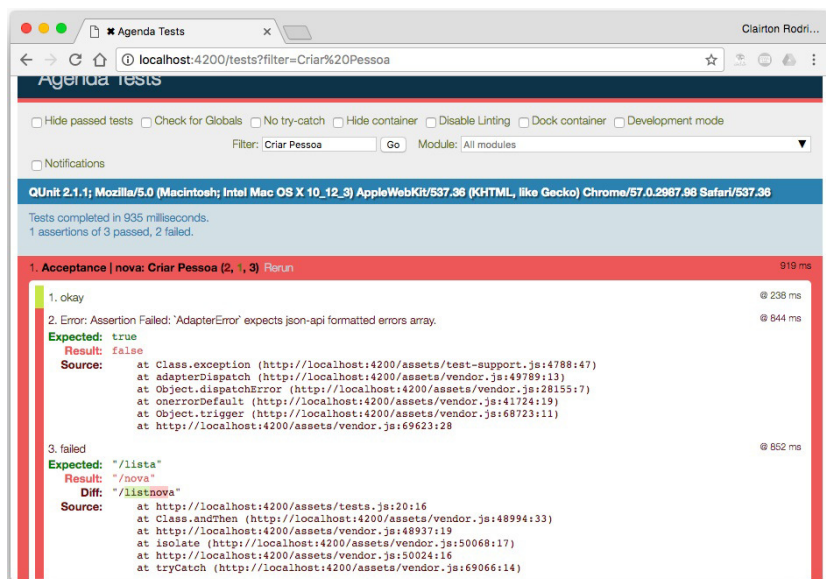 ✖ Agenda Tests
Clairton Rodri...
localhost:4200/tests?filter=Criar%20Pessoa
Agenda Tests
Hide passed tests Check for Globals No try-catch Hide container Disable Linting Dock container Development mode
Filter: Criar Pessoa Go Module: All modules
Notifications
QUnit 2.1.1; Mozilla/5.0 (Macintosh; Intel Mac OS X 10_12_3) AppleWebKit/537.36 (KHTML, like Gecko) Chrome/57.0.2987.98 Safari/537.36
Tests completed in 935 milliseconds.
1 assertions of 3 passed, 2 failed.
1. Acceptance | nova: Criar Pessoa (2, 1, 3) Rerun 919 ms
1. okay @ 238 ms
2. Error: Assertion Failed: `AdapterError` expects json-api formatted errors array. @ 844 ms
Expected: true
Result: false
Source: at Class.exception (http://localhost:4200/assets/test-support.js:4788:47)
at adapterDispatch (http://localhost:4200/assets/vendor.js:49789:13)
at Object.dispatchError (http://localhost:4200/assets/vendor.js:28155:7)
at onerrorDefault (http://localhost:4200/assets/vendor.js:41724:19)
at Object.trigger (http://localhost:4200/assets/vendor.js:68723:11)
at http://localhost:4200/assets/vendor.js:69623:28
3. failed @ 852 ms
Expected: "/lista"
Result: "/nova"
Diff: "/listnova"
Source: at http://localhost:4200/assets/tests.js:20:16
at Class.andThen (http://localhost:4200/assets/vendor.js:48994:33)
at http://localhost:4200/assets/vendor.js:48937:19
at isolate (http://localhost:4200/assets/vendor.js:50068:17)
at http://localhost:4200/assets/vendor.js:50024:16
at tryCatch (http://localhost:4200/assets/vendor.js:69066:14)